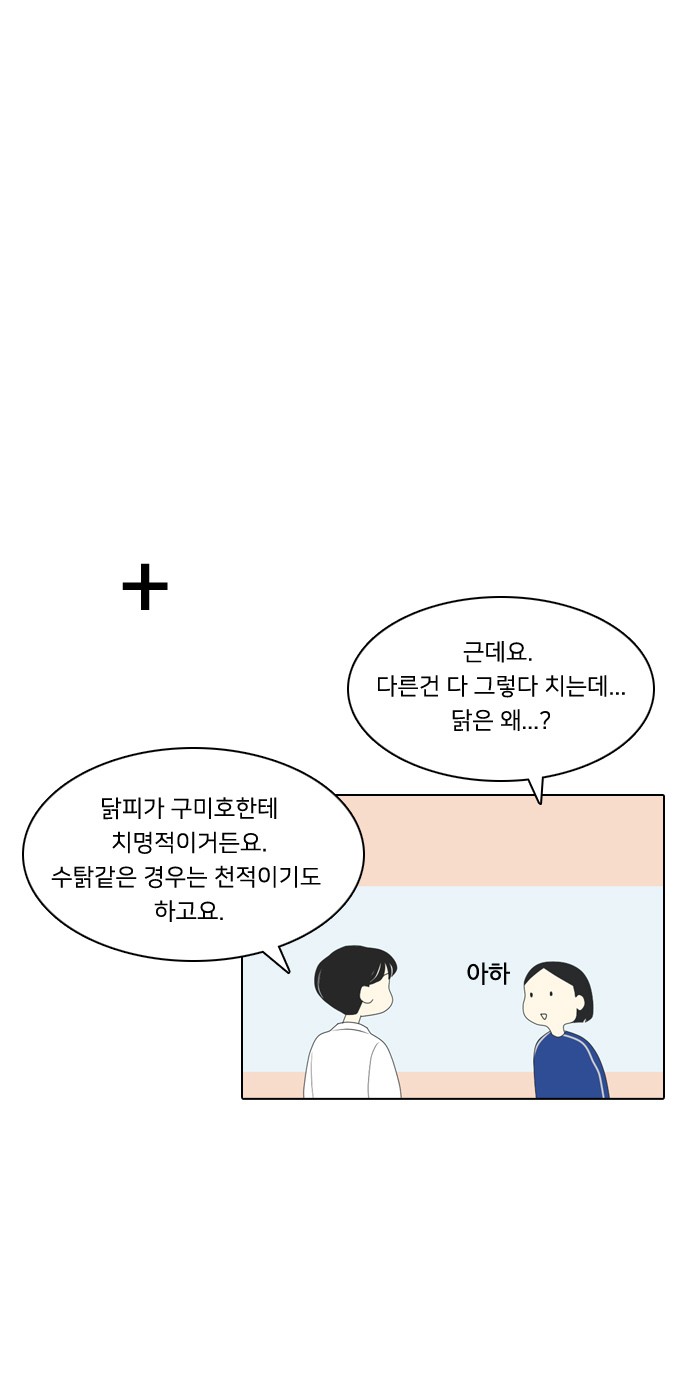 +
근데요.
다른건 다 그렇다 치는데...
닭은 왜...?
닭피가 구미호한테
치명적이거든요.
수탉같은 경우는 천적이기도
하고요.
아하